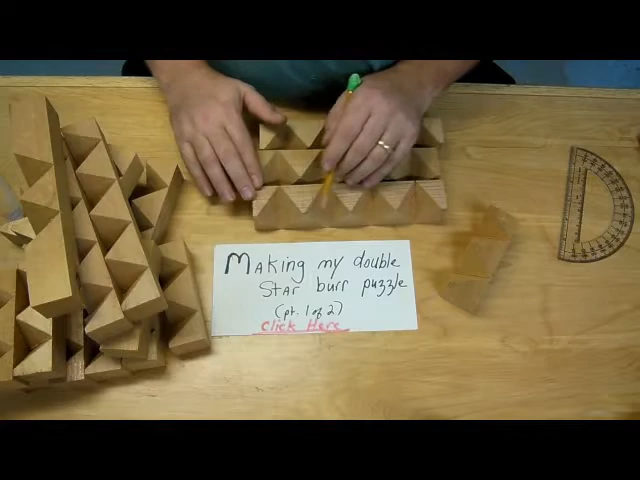 Making my double
Star burr puzzle
(pt. 1 of 2)
Click Here